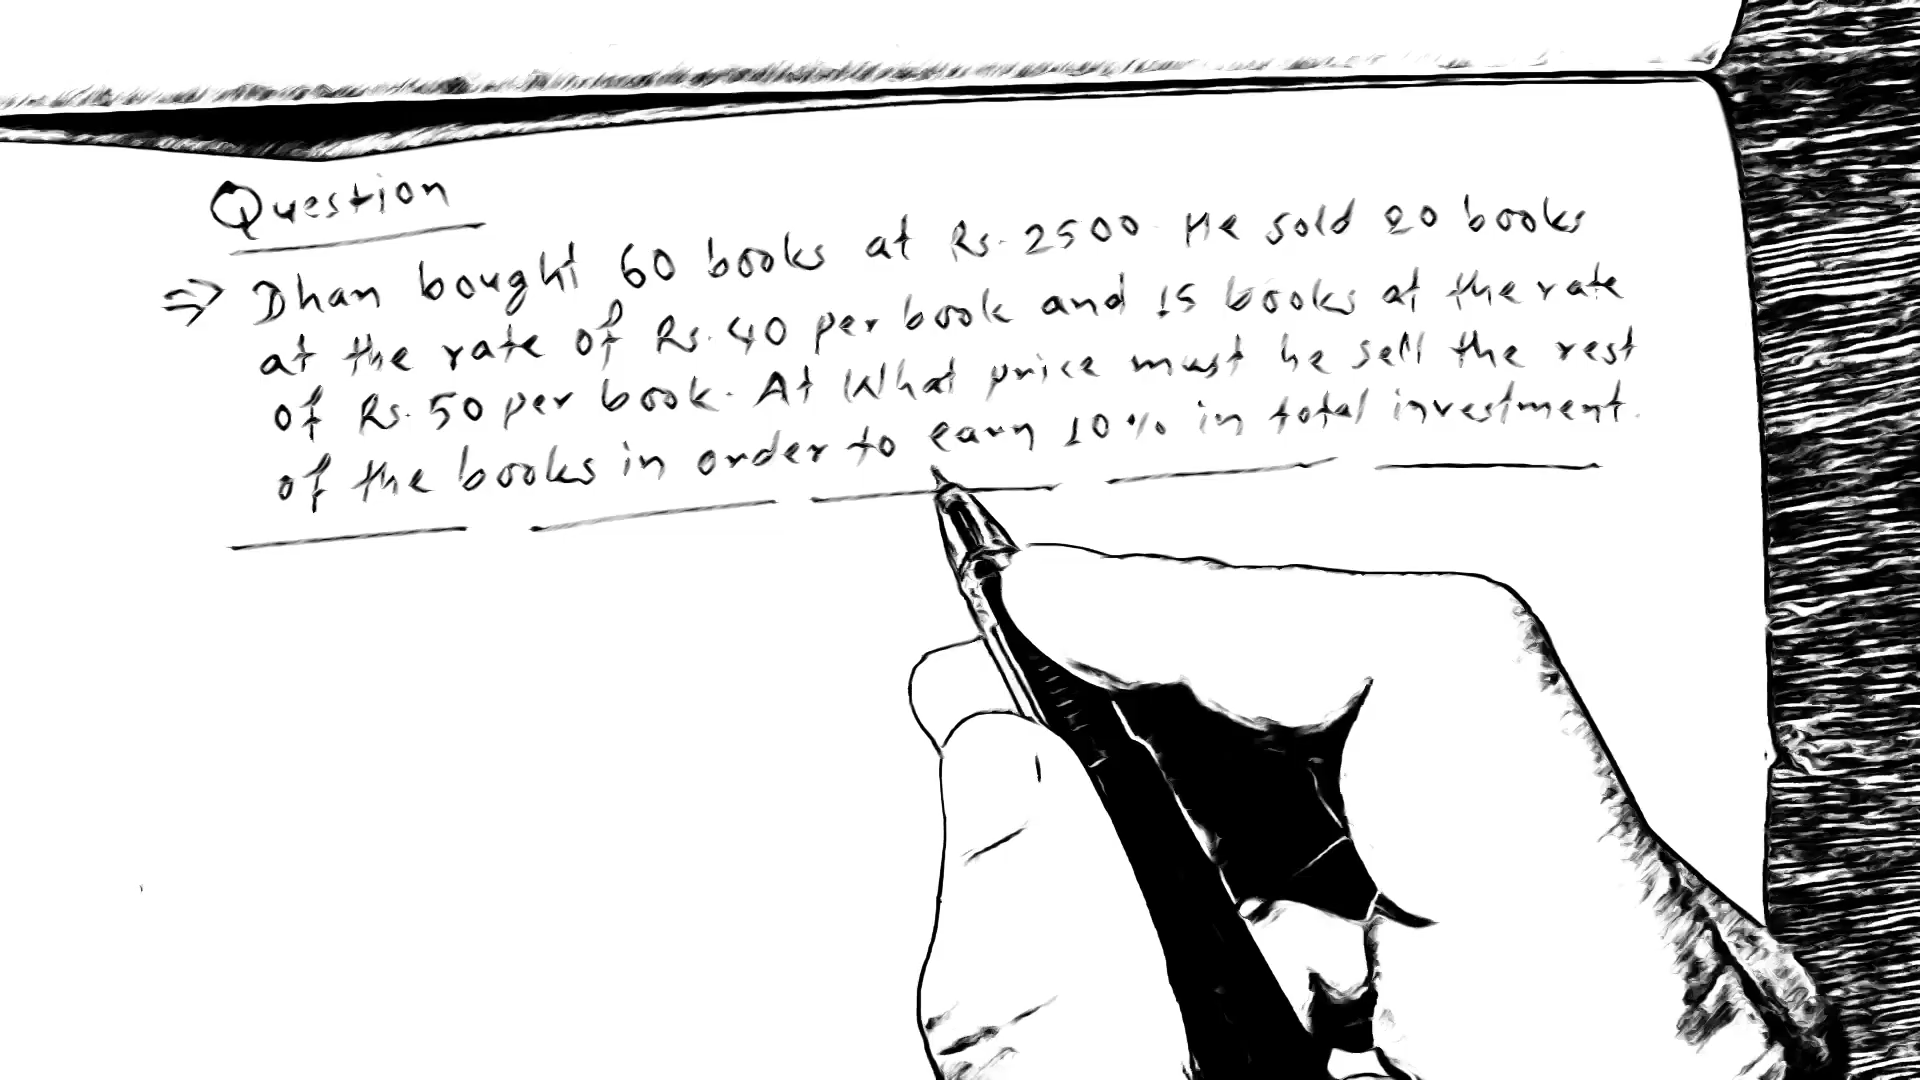 Question
⇒ Dhan bought 60 books at Rs. 2500. He sold 20 books
at the rate of Rs. 40 per book and 15 books at the rate
of Rs. 50 per book. At What price must he sell the rest
of the books in order to earn 10% in total investment.